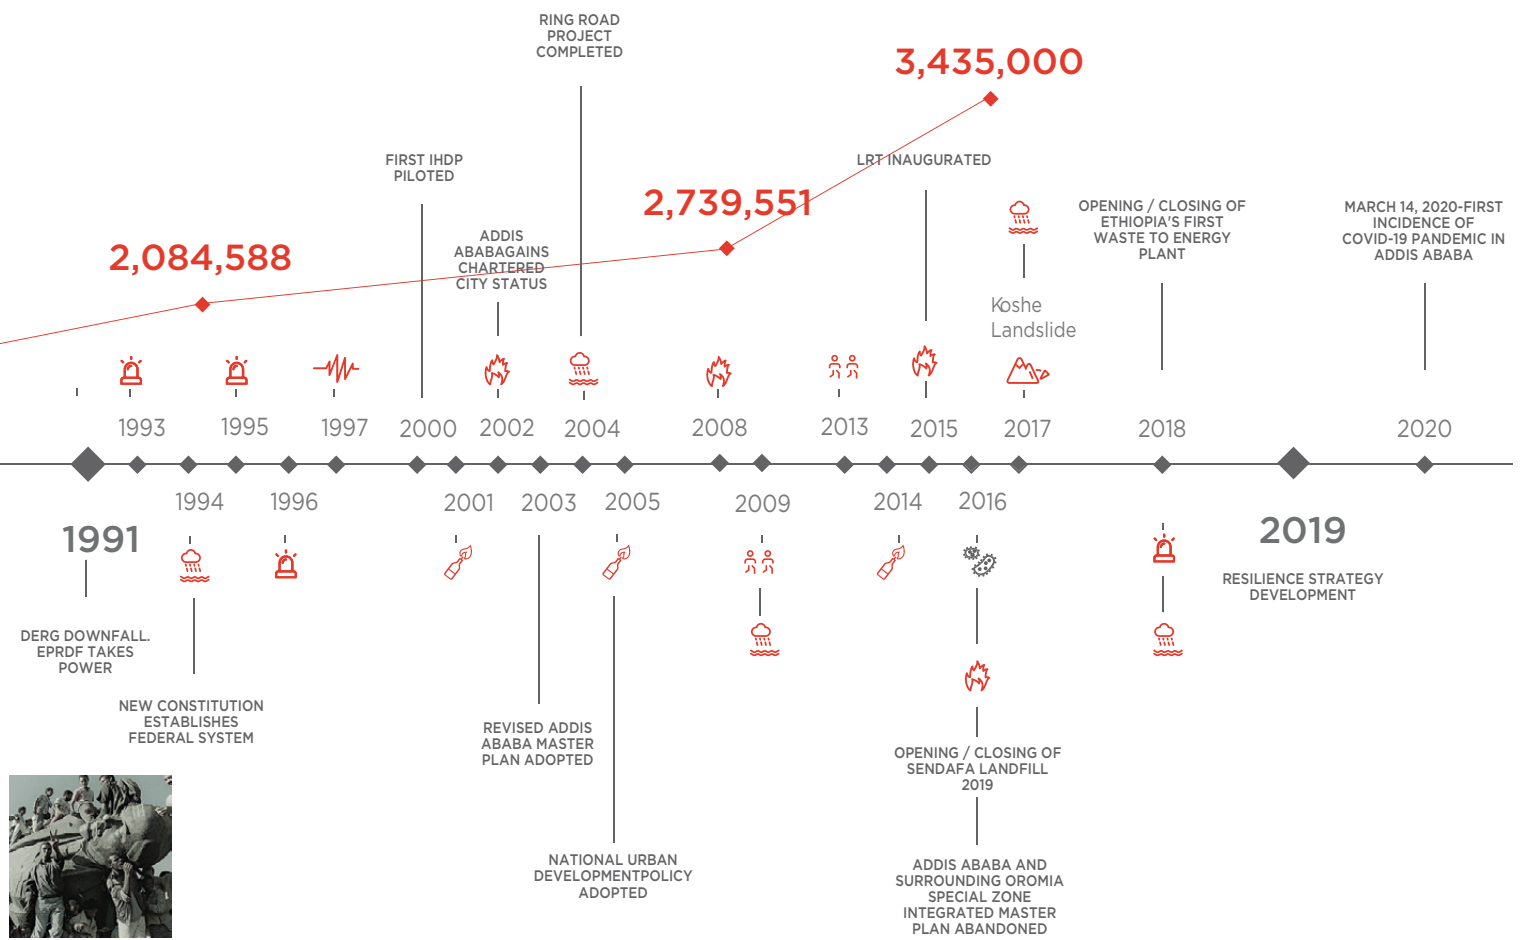 RING ROAD
PROJECT
COMPLETED
3,435,000
FIRST IHDP
PILOTED
LRT INAUGURATED
2,739,551
ADDIS
ABABAGAINS
CHARTERED
CITY STATUS
2,084,588
OPENING / CLOSING OF
ETHIOPIA'S FIRST
WASTE TO ENERGY
PLANT
MARCH 14, 2020-FIRST
INCIDENCE OF
COVID-19 PANDEMIC IN
ADDIS ABABA
Koshe
Landslide
1993
1995
1997
2000
2002
2004
2008
2013
2015
2017
2018
2020
1994
1996
2001
2003
2005
2009
2014
2016
1991
2019
DERG DOWNFALL.
EPRDF TAKES
POWER
RESILIENCE STRATEGY
DEVELOPMENT
NEW CONSTITUTION
ESTABLISHES
FEDERAL SYSTEM
REVISED ADDIS
ABABA MASTER
PLAN ADOPTED
OPENING / CLOSING OF
SENDAFA LANDFILL
2019
NATIONAL URBAN
DEVELOPMENTPOLICY
ADOPTED
ADDIS ABABA AND
SURROUNDING OROMIA
SPECIAL ZONE
INTEGRATED MASTER
PLAN ABANDONED